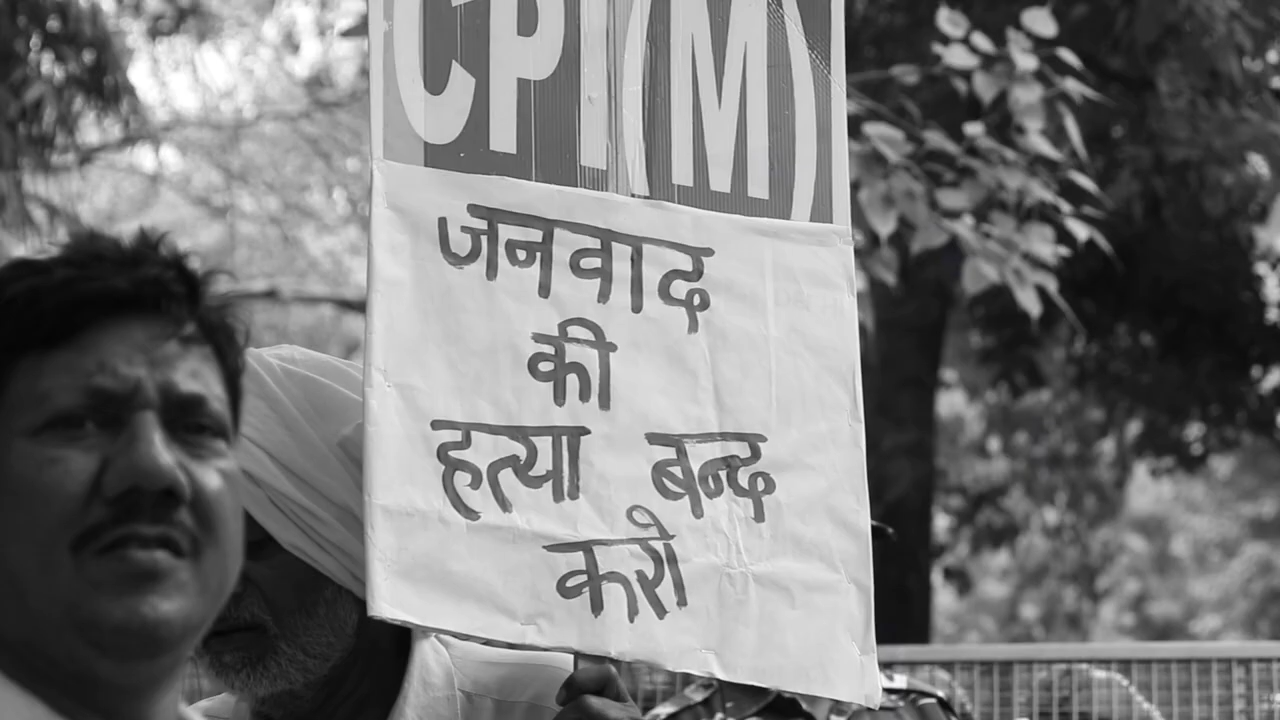 CPI(M)
जनवाद
की
हत्या बन्द
करो